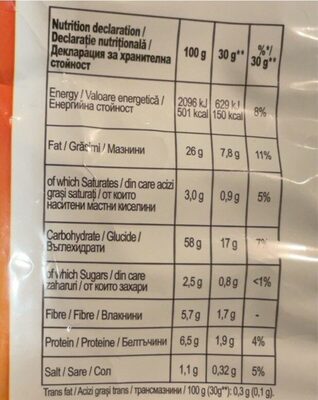 Nutrition declaration /
Declarație nutrițională /
Декларация за хранителна
стойност
100 g
30 g**
%*/
30 g**
Energy / Valoare energetică /
Енергийна стойност
2096 kJ
501 kcal
629 kJ
150 kcal
8%
Fat / Grăsimi / Мазнини
26 g
7,8 g
11%
of which Saturates / din care acizi
grași saturați / от които
наситени мастни киселини
3,0 g
0,9 g
5%
Carbohydrate / Glucide /
Въглехидрати
58 g
17 g
7%
of which Sugars / din care
zaharuri / от които захари
2,5 g
0,8 g
<1%
Fibre / Fibre / Влакнини
5,7 g
1,7 g
-
Protein / Proteine / Белтъчини
6,5 g
1,9 g
4%
Salt / Sare / Сол
1,1 g
0,32 g
5%
Trans fat / Acizi grași trans / трансмазнини / 100 g (30g**): 0,3 g (0,1 g).